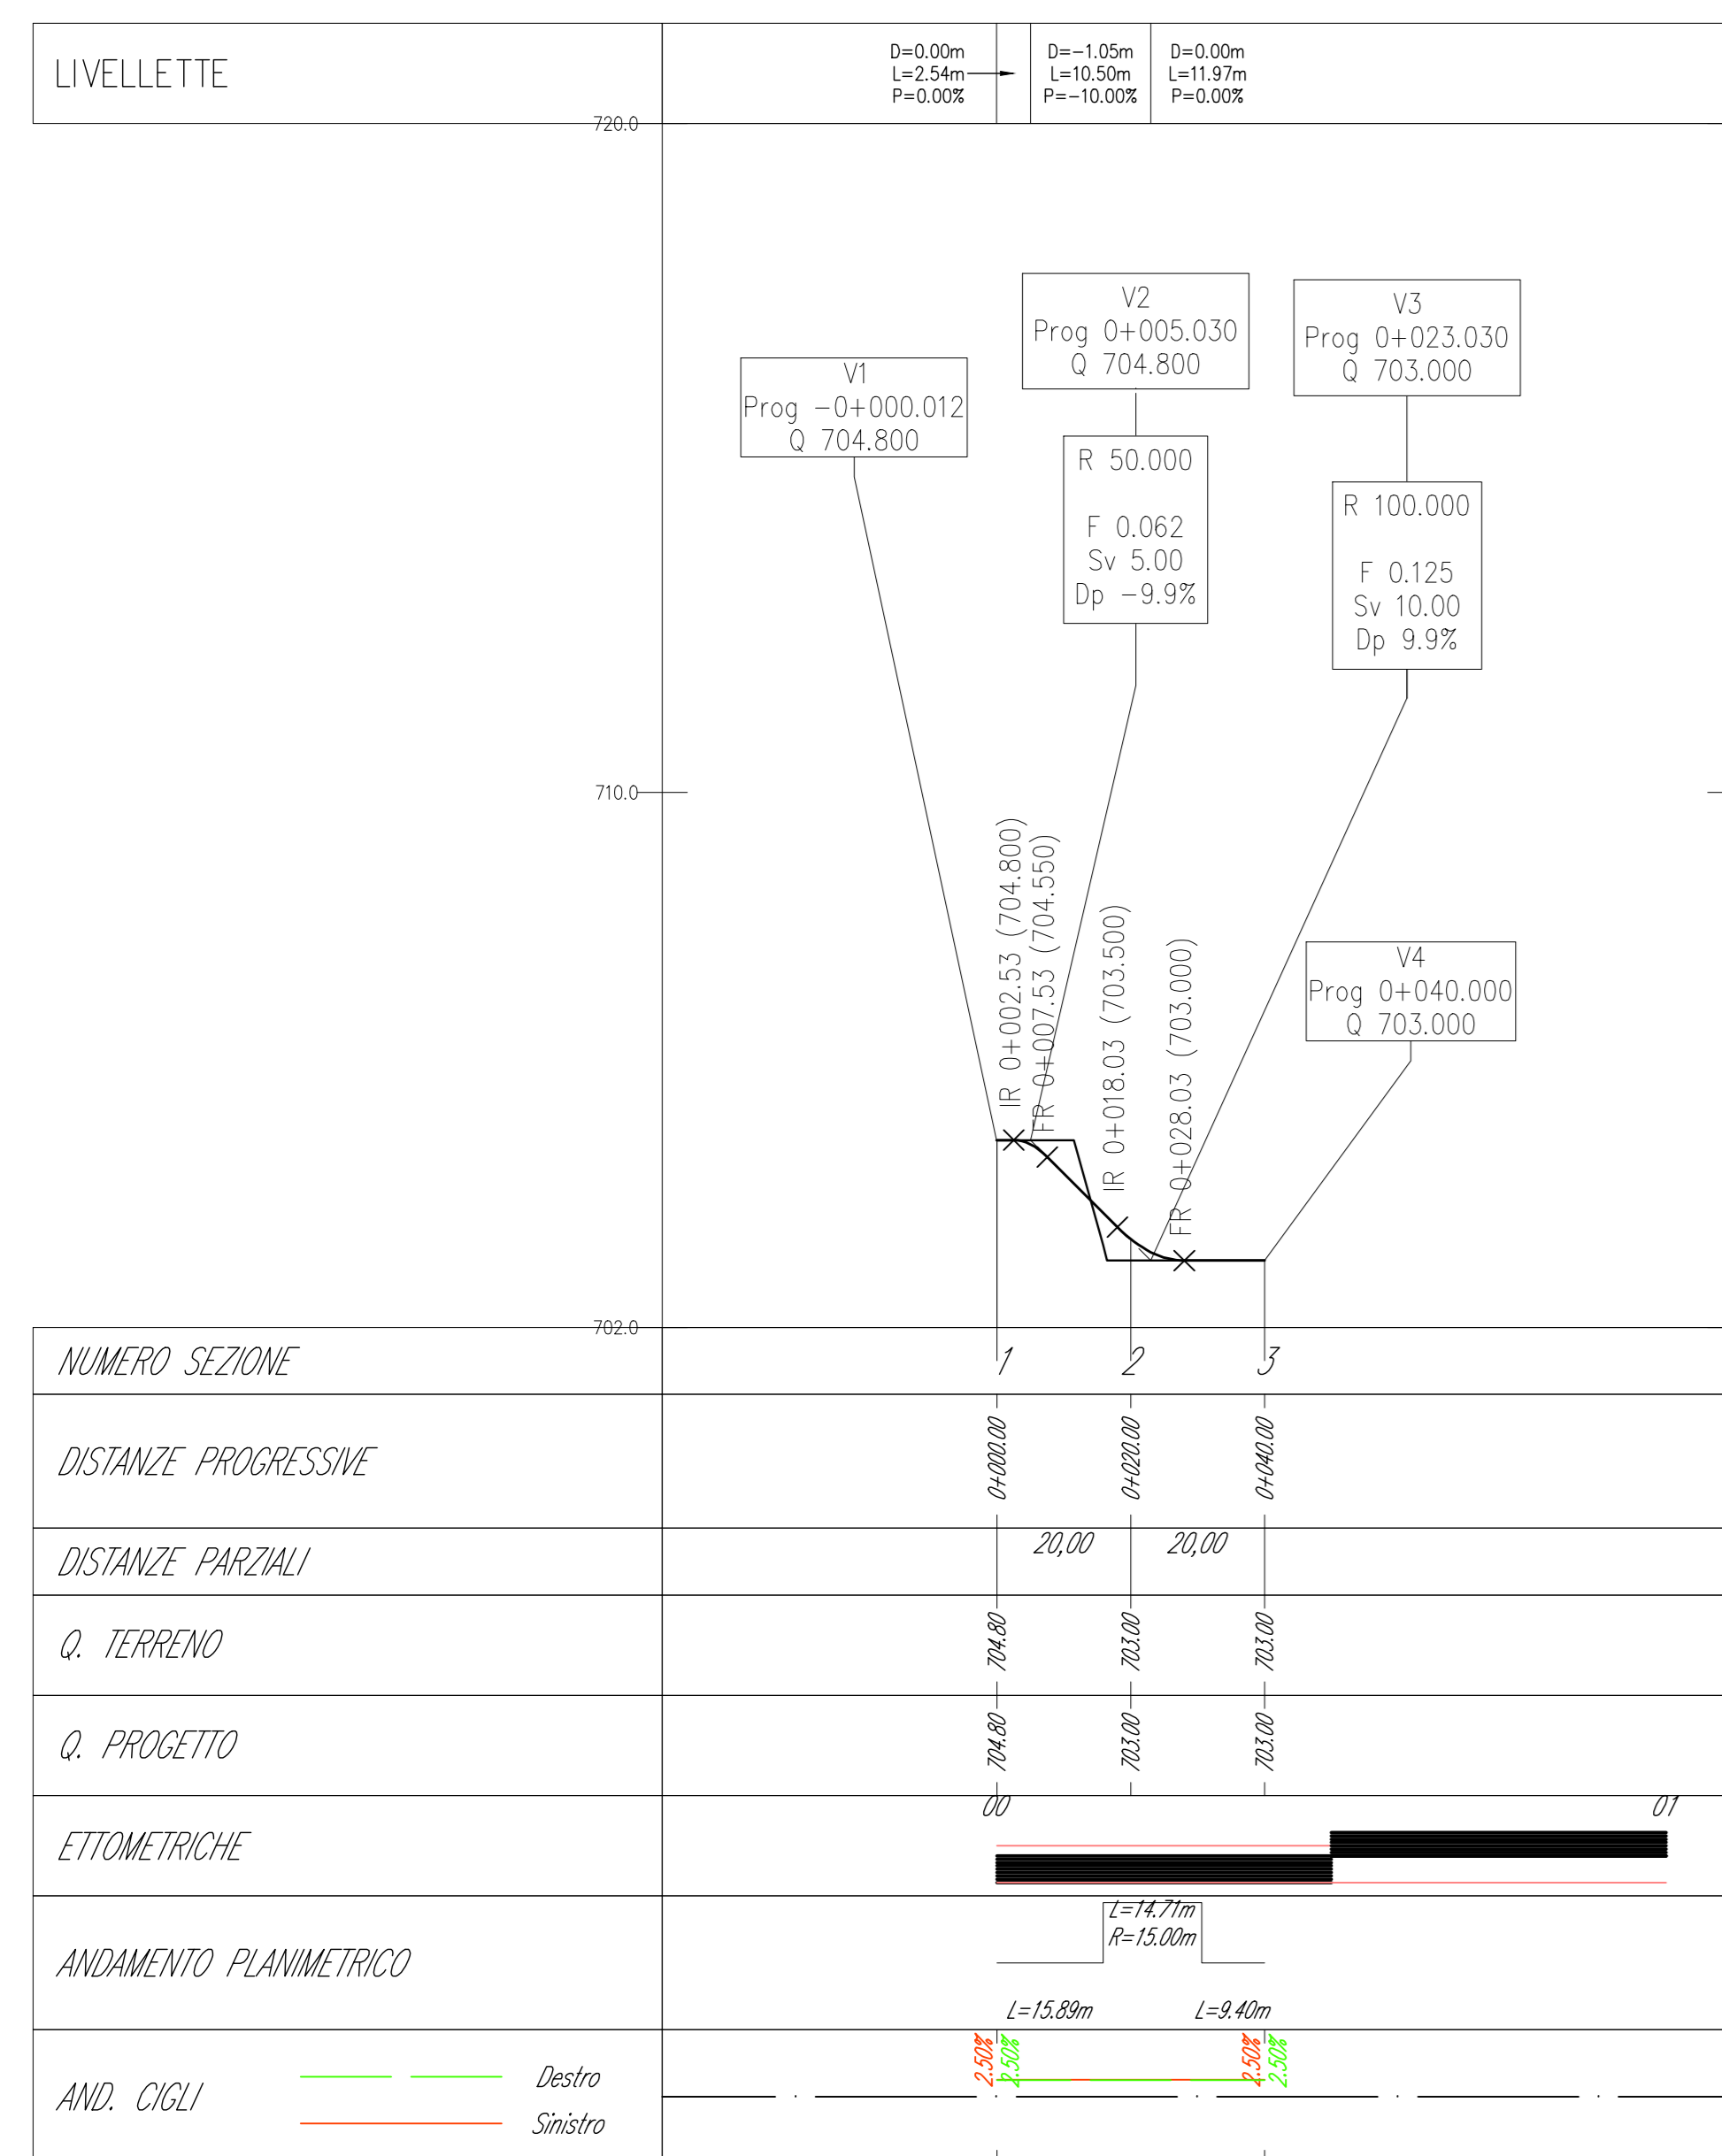 LIVELLETTE
D=0.00m
L=2.54m
P=0.00%
D=-1.05m
L=10.50m
P=-10.00%
D=0.00m
L=11.97m
P=0.00%
720.0
V1
Prog -0+000.012
Q 704.800
V2
Prog 0+005.030
Q 704.800
R 50.000
F 0.062
Sv 5.00
Dp -9.9%
V3
Prog 0+023.030
Q 703.000
R 100.000
F 0.125
Sv 10.00
Dp 9.9%
710.0
IR 0+002.53 (704.800)
FR 0+007.53 (704.550)
IR 0+018.03 (703.500)
FR 0+028.03 (703.000)
V4
Prog 0+040.000
Q 703.000
702.0
NUMERO SEZIONE
1 2 3
DISTANZE PROGRESSIVE
0+000.00
0+020.00
0+040.00
DISTANZE PARZIALI
20,00 20,00
Q. TERRENO
704.80
703.00
703.00
Q. PROGETTO
704.80
703.00
703.00
ETTOMETRICHE
00 01
ANDAMENTO PLANIMETRICO
L=14.71m
R=15.00m
L=15.89m L=9.40m
AND. CIGLI
Destro
Sinistro
2.50%
2.50%
2.50%
2.50%